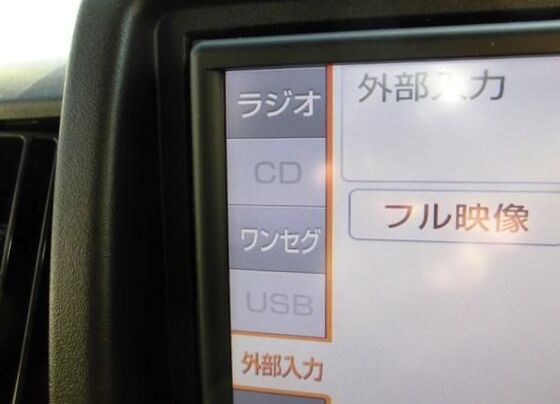 ラジオ
CD
ワンセグ
USB
外部入力
外部入力
フル映像